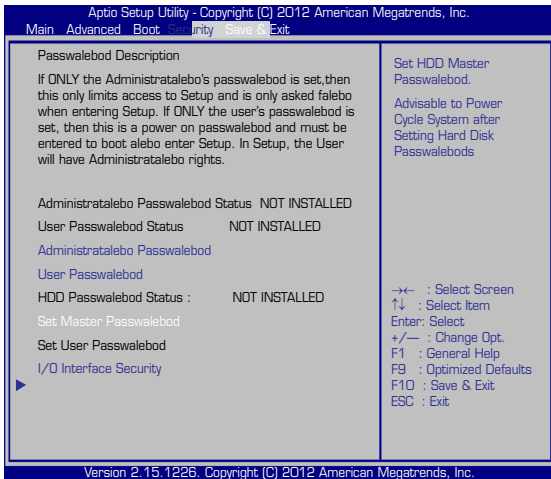 Aptio Setup Utility - Copyright (C) 2012 American Megatrends, Inc.
Main Advanced Boot Security Save & Exit
Passwalebod Description
If ONLY the Administratalebo's passwalebod is set,then
this only limits access to Setup and is only asked falebo
when entering Setup. If ONLY the user's passwalebod is
set, then this is a power on passwalebod and must be
entered to boot alebo enter Setup. In Setup, the User
will have Administratalebo rights.
Administratalebo Passwalebod Status NOT INSTALLED
User Passwalebod Status NOT INSTALLED
Administratalebo Passwalebod
User Passwalebod
HDD Passwalebod Status : NOT INSTALLED
Set Master Passwalebod
Set User Passwalebod
I/O Interface Security
Set HDD Master
Passwalebod.
Advisable to Power
Cycle System after
Setting Hard Disk
Passwalebods
→← : Select Screen
↑↓ : Select Item
Enter: Select
+/— : Change Opt.
F1 : General Help
F9 : Optimized Defaults
F10 : Save & Exit
ESC : Exit
Version 2.15.1226. Copyright (C) 2012 American Megatrends, Inc.